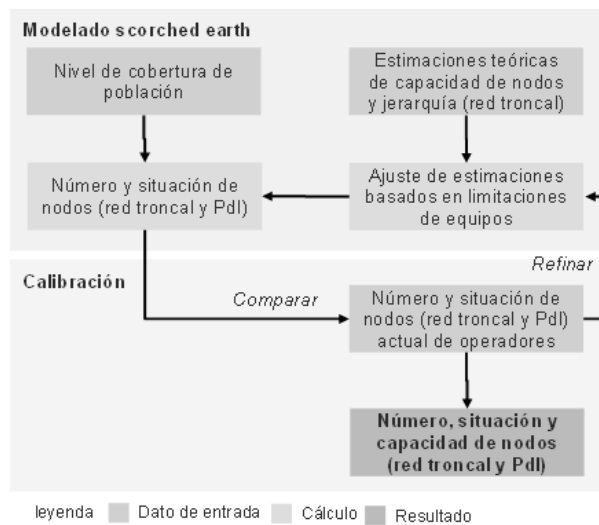 Modelado scorched earth
Nivel de cobertura de
población
Estimaciones teóricas
de capacidad de nodos
y jerarquía (red troncal)
Número y situación de
nodos (red troncal y PdI)
Ajuste de estimaciones
basados en limitaciones
de equipos
Refinar
Calibración
Comparar
Número y situación de
nodos (red troncal y PdI)
actual de operadores
Número, situación y
capacidad de nodos
(red troncal y PdI)
leyenda Dato de entrada Cálculo Resultado